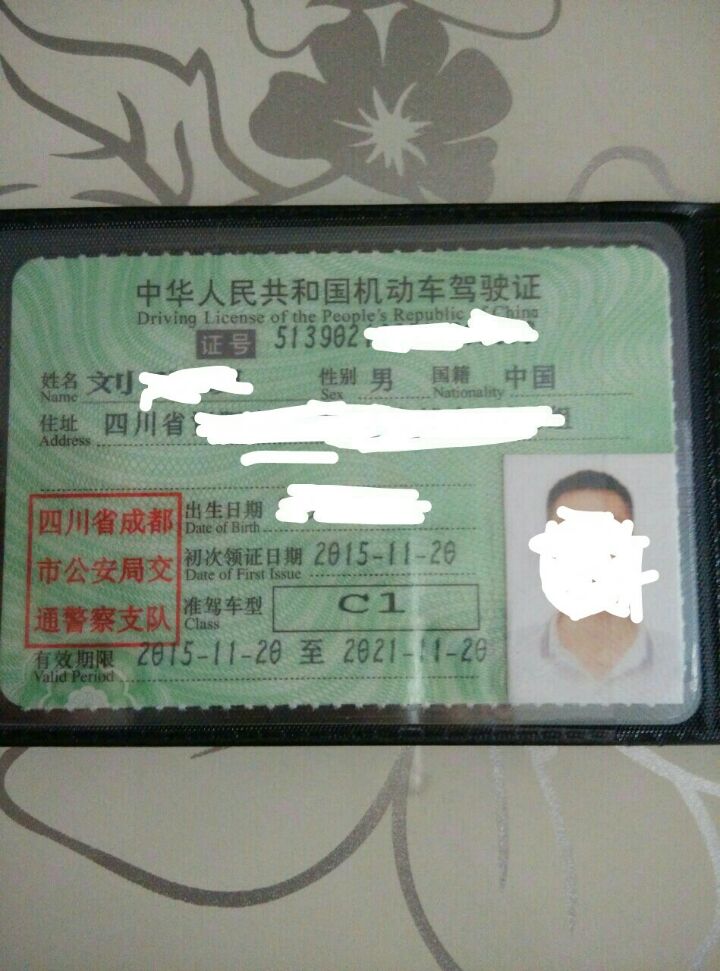 中华人民共和国机动车驾驶证
Driving License of the People's Republic of China
证号 513902
姓名 刘 性别 男 国籍 中国
Name Sex Nationality
住址 四川省
Address
出生日期
Date of Birth
四川省成都
市公安局交
通警察支队
初次领证日期 2015-11-20
Date of First Issue
准驾车型 C1
Class
有效期限 2015-11-20 至 2021-11-20
Valid Period